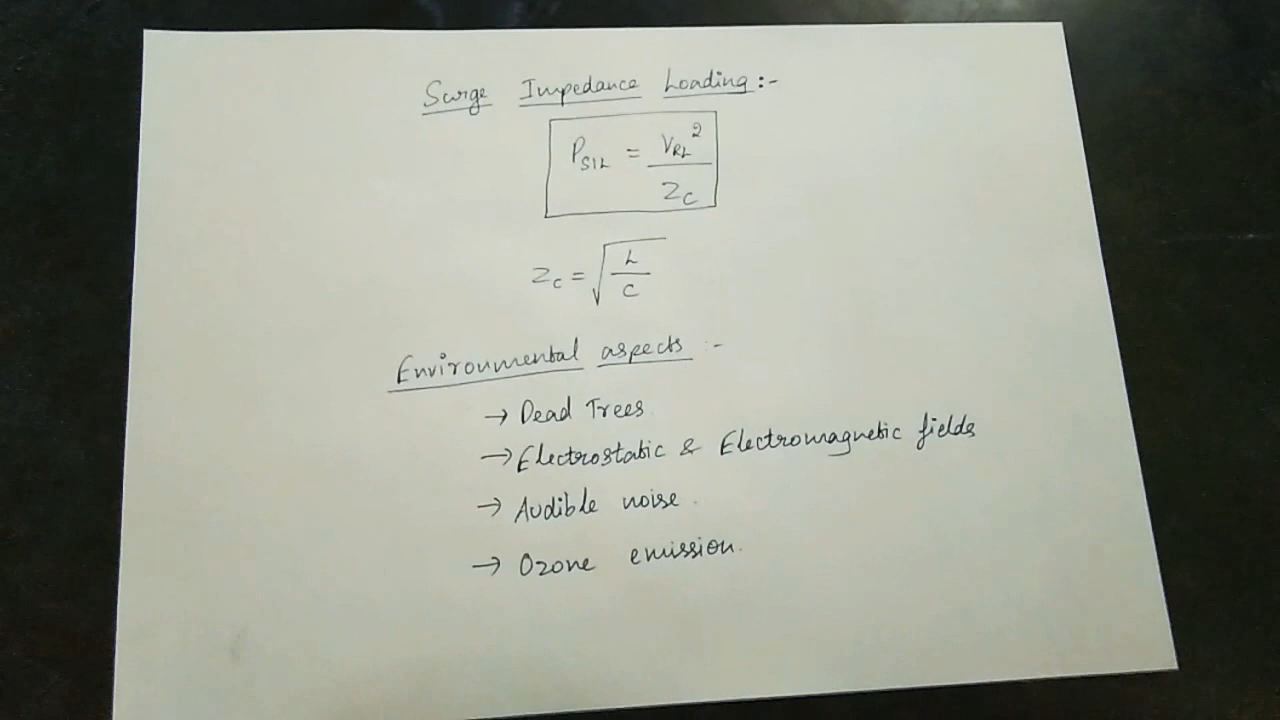 Surge Impedance Loading:-
P_SIL = V_RL^2 / Z_C
Z_C = √(L/C)
Environmental aspects :-
→ Dead Trees.
→ Electrostatic & Electromagnetic fields
→ Audible noise.
→ Ozone emission.